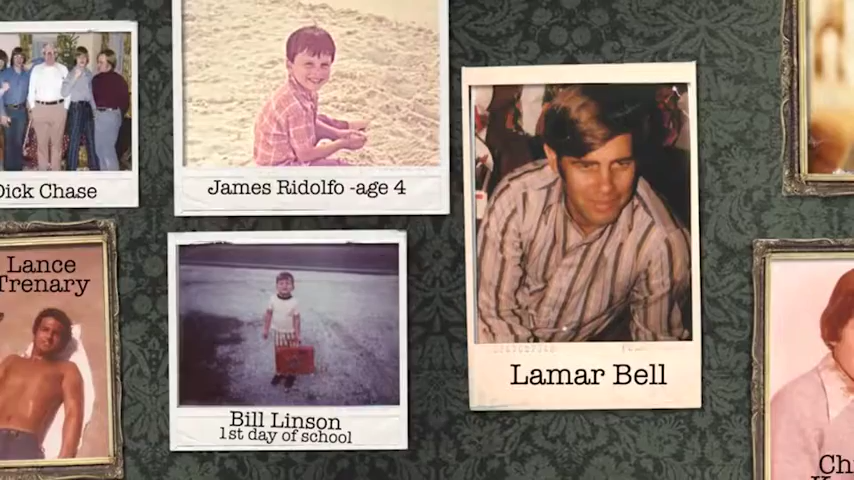 Dick Chase
James Ridolfo -age 4
Lance
Trenary
Bill Linson
1st day of school
Lamar Bell